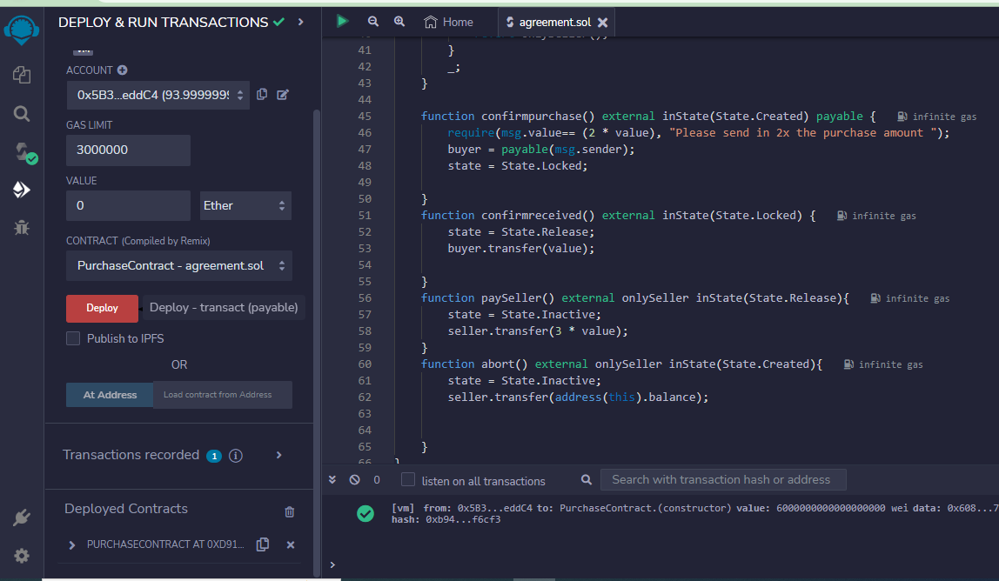 DEPLOY & RUN TRANSACTIONS
ACCOUNT
0x5B3...eddC4 (93.9999999
GAS LIMIT
3000000
VALUE
0
Ether
CONTRACT (Compiled by Remix)
PurchaseContract - agreement.sol
Deploy
Deploy - transact (payable)
Publish to IPFS
OR
At Address
Load contract from Address
Transactions recorded 1 i
Deployed Contracts
PURCHASECONTRACT AT 0XD91...
Home
agreement.sol
41 }
42 _;
43 }
44
45 function confirmpurchase() external inState(State.Created) payable { infinite gas
46 require(msg.value== (2 * value), "Please send in 2x the purchase amount ");
47 buyer = payable(msg.sender);
48 state = State.Locked;
49
50 }
51 function confirmreceived() external inState(State.Locked) { infinite gas
52 state = State.Release;
53 buyer.transfer(value);
54
55 }
56 function paySeller() external onlySeller inState(State.Release){ infinite gas
57 state = State.Inactive;
58 seller.transfer(3 * value);
59 }
60 function abort() external onlySeller inState(State.Created){ infinite gas
61 state = State.Inactive;
62 seller.transfer(address(this).balance);
63
64
65 }
66 }
0
listen on all transactions
Search with transaction hash or address
[vm] from: 0x5B3...eddC4 to: PurchaseContract.(constructor) value: 6000000000000000000 wei data: 0x608...7
hash: 0xb94...f6cf3
>